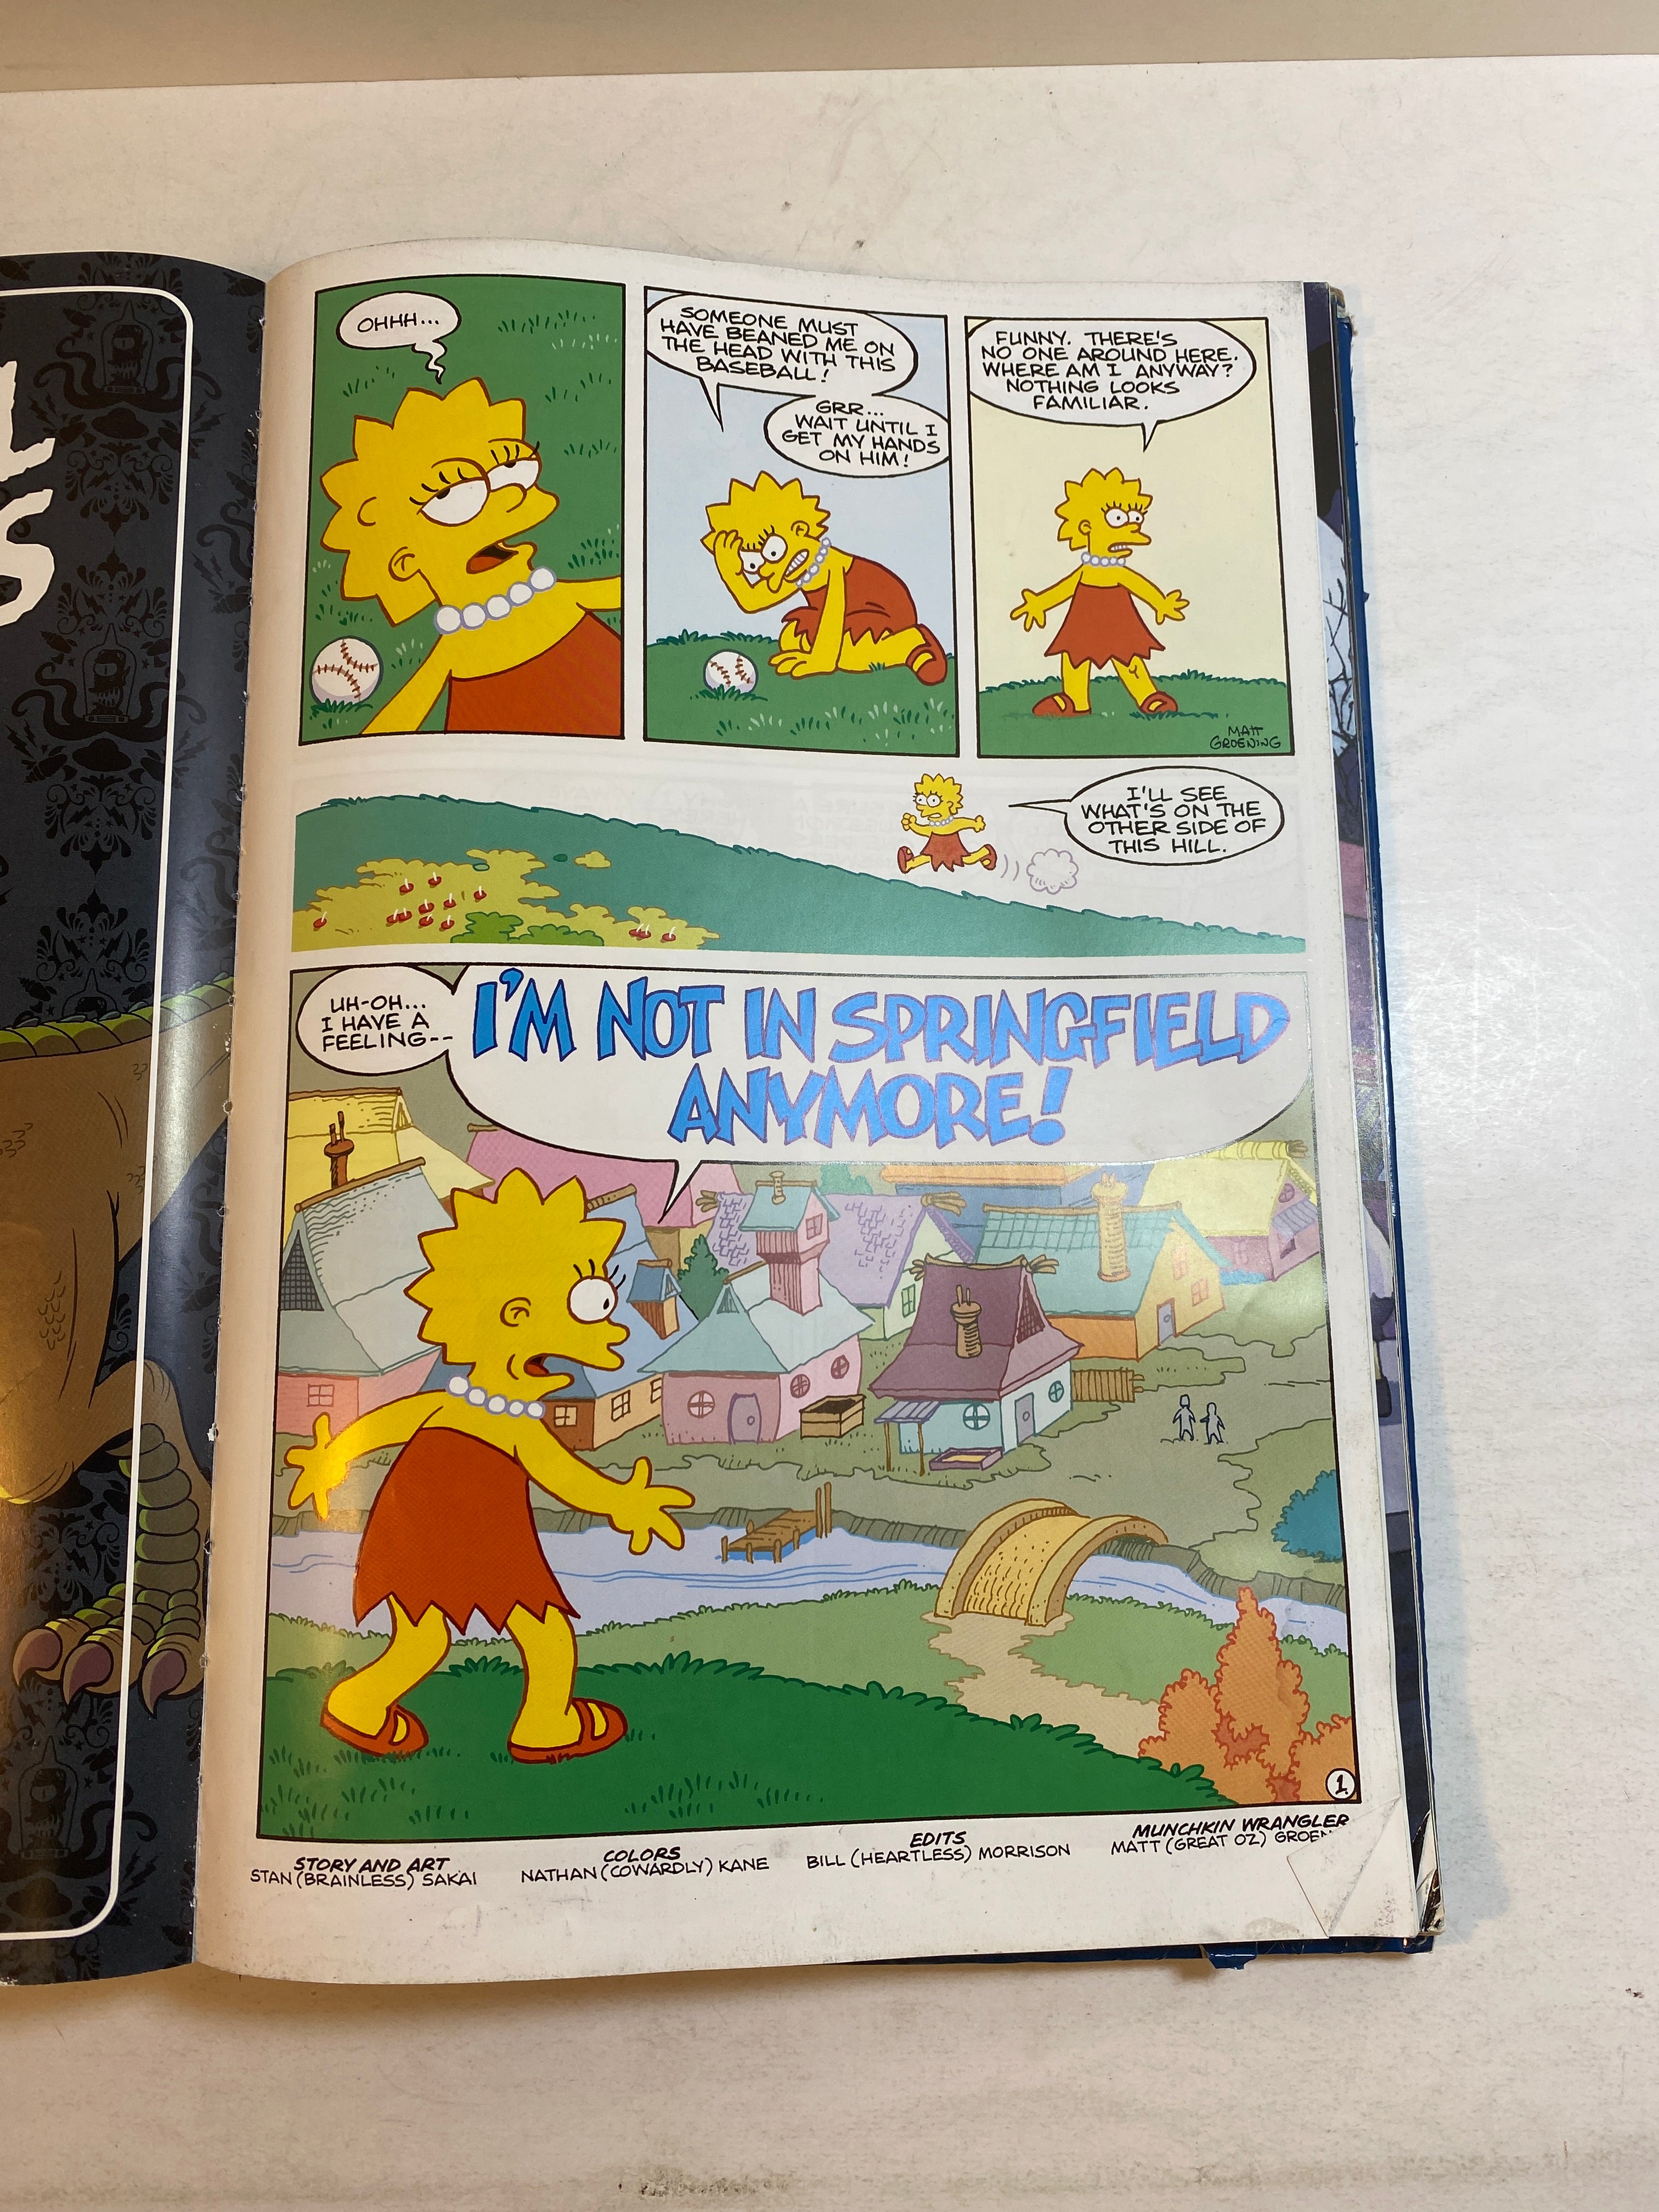 OHHH...
SOMEONE MUST
HAVE BEANED ME ON
THE HEAD WITH THIS
BASEBALL!
GRR...
WAIT UNTIL I
GET MY HANDS
ON HIM!
FUNNY. THERE'S
NO ONE AROUND HERE.
WHERE AM I ANYWAY?
NOTHING LOOKS
FAMILIAR.
MATT
GROENING
I'LL SEE
WHAT'S ON THE
OTHER SIDE OF
THIS HILL.
UH-OH...
I HAVE A
FEELING--
I'M NOT IN SPRINGFIELD
ANYMORE!
1
STORY AND ART
STAN (BRAINLESS) SAKAI
COLORS
NATHAN (COWARDLY) KANE
EDITS
BILL (HEARTLESS) MORRISON
MUNCHKIN WRANGLER
MATT (GREAT OZ)